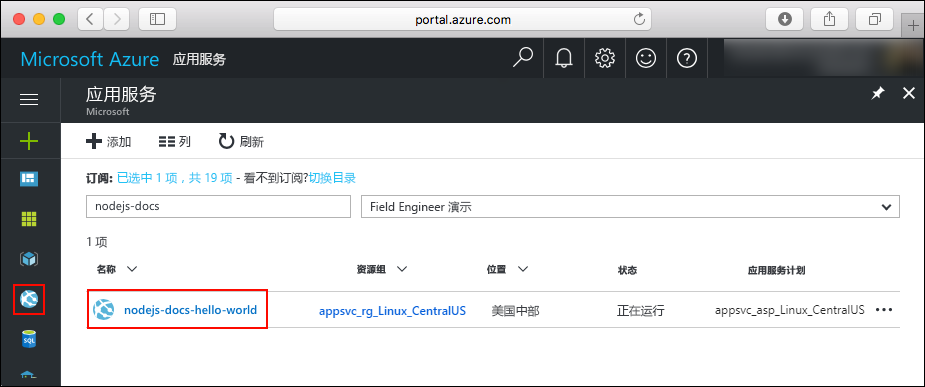 portal.azure.com
Microsoft Azure 应用服务
应用服务
Microsoft
添加 列 刷新
订阅: 已选中 1 项，共 19 项 - 看不到订阅?切换目录
nodejs-docs Field Engineer 演示
1 项
名称 资源组 位置 状态 应用服务计划
nodejs-docs-hello-world appsvc_rg_Linux_CentralUS 美国中部 正在运行 appsvc_asp_Linux_CentralUS
SQL